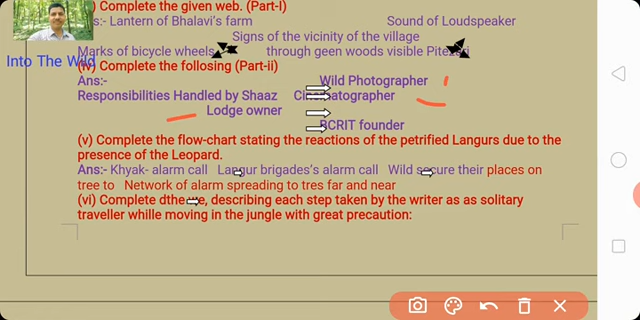 ) Complete the given web. (Part-I)
s:- Lantern of Bhalavi's farm Sound of Loudspeaker
Signs of the vicinity of the village
Marks of bicycle wheels through geen woods visible Pitezeri
Into The Wild
(iv) Complete the follosing (Part-ii)
Ans:- Wild Photographer
Responsibilities Handled by Shaaz Cinematographer
Lodge owner
BCRIT founder
(v) Complete the flow-chart stating the reactions of the petrified Langurs due to the
presence of the Leopard.
Ans:- Khyak- alarm call Langur brigades's alarm call Wild secure their places on
tree to Network of alarm spreading to tres far and near
(vi) Complete dthe we, describing each step taken by the writer as as solitary
traveller whille moving in the jungle with great precaution: